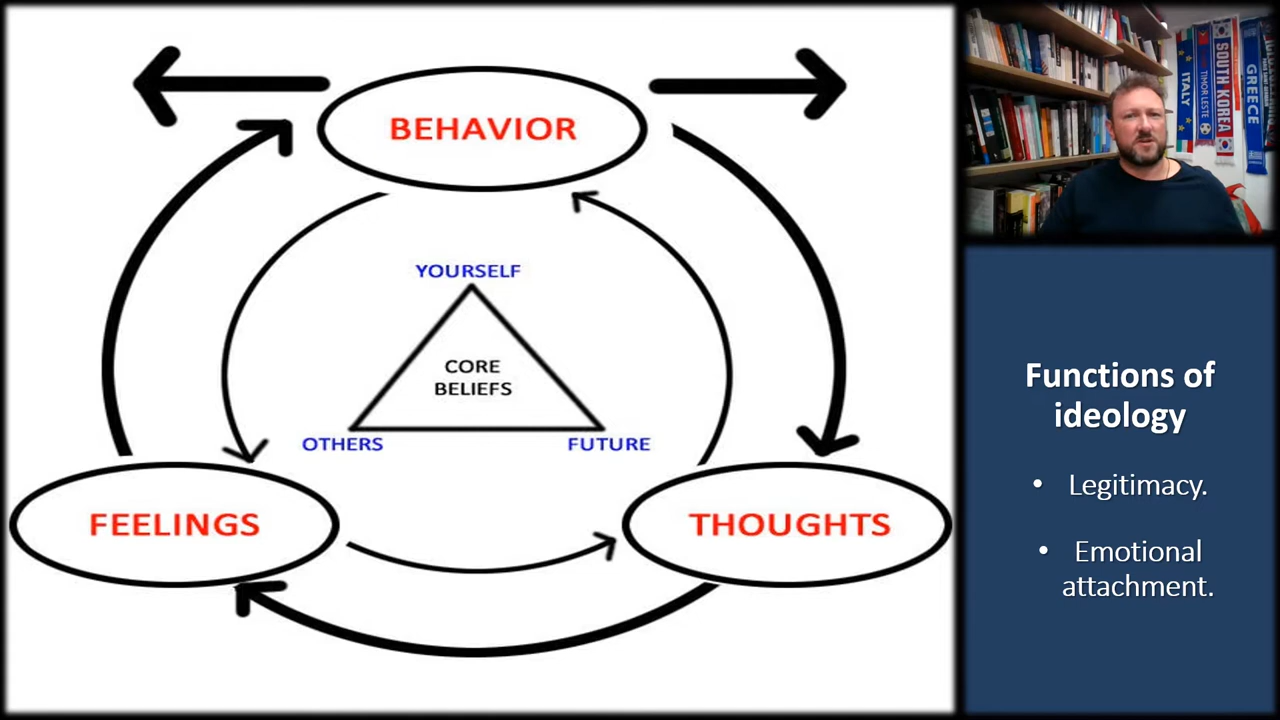 BEHAVIOR
YOURSELF
CORE
BELIEFS
OTHERS
FUTURE
FEELINGS
THOUGHTS
ITALY
TIMOR LESTE
SOUTH KOREA
GREECE
Functions of
ideology
• Legitimacy.
• Emotional
attachment.